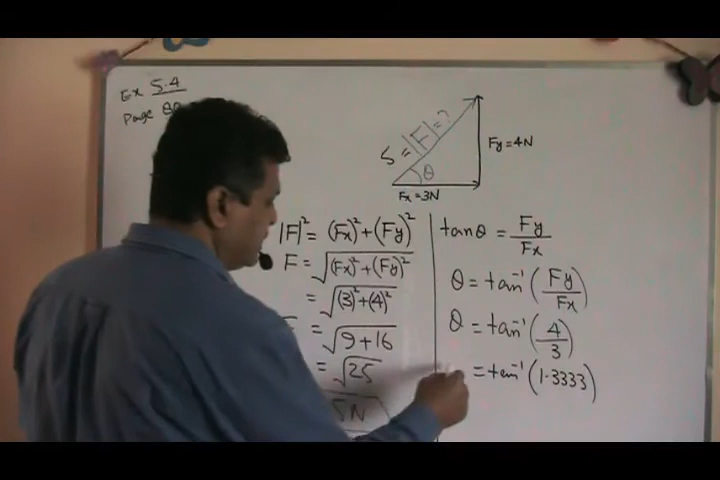 Ex 5.4
Page
5 = |F| = ?
θ
Fy = 4N
Fx = 3N
|F|² = (Fx)² + (Fy)²
F = √(Fx)² + (Fy)²
= √(3)² + (4)²
= √9 + 16
= √25
5N
tanθ = Fy/Fx
θ = tan⁻¹(Fy/Fx)
θ = tan⁻¹(4/3)
= tan⁻¹(1.3333)